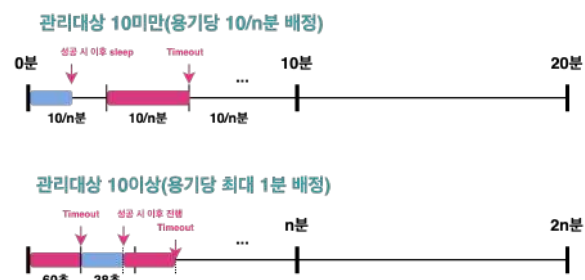 관리대상 10미만(용기당 10/n분 배정)
성공 시 이후 sleep
Timeout
0분
...
10분
20분
10/n분
10/n분
10/n분
관리대상 10이상(용기당 최대 1분 배정)
Timeout
성공 시 이후 진행
Timeout
...
n분
2n분
60초
38초